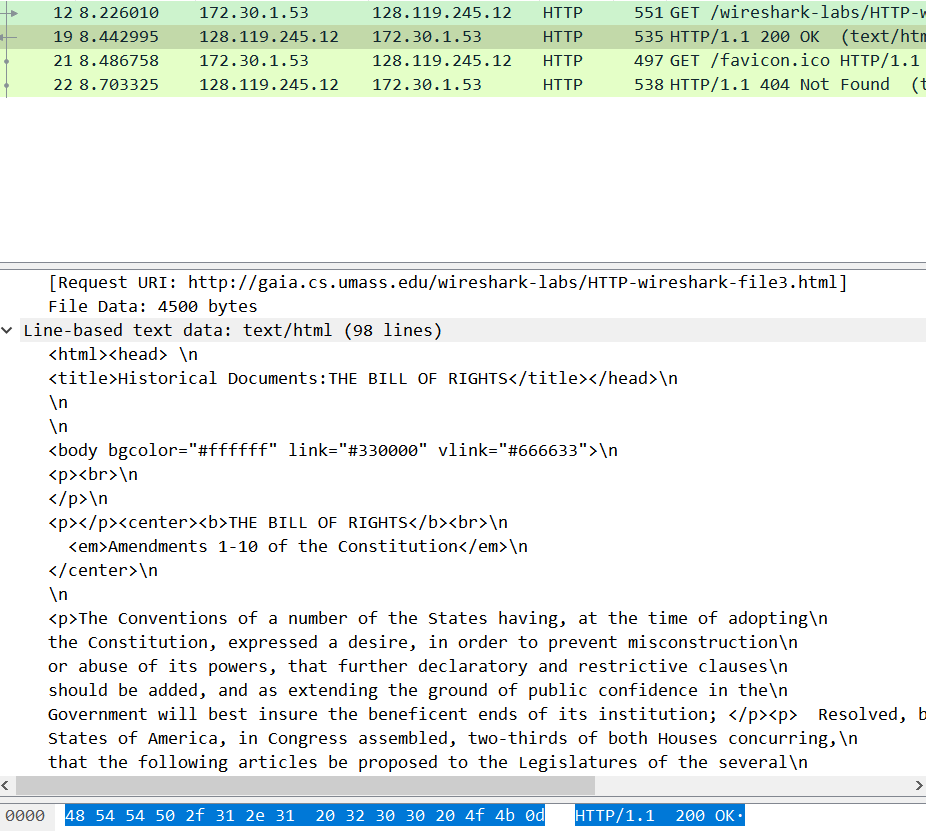 12 8.226010 172.30.1.53 128.119.245.12 HTTP 551 GET /wireshark-labs/HTTP-w
19 8.442995 128.119.245.12 172.30.1.53 HTTP 535 HTTP/1.1 200 OK (text/htm
21 8.486758 172.30.1.53 128.119.245.12 HTTP 497 GET /favicon.ico HTTP/1.1
22 8.703325 128.119.245.12 172.30.1.53 HTTP 538 HTTP/1.1 404 Not Found (t
[Request URI: http://gaia.cs.umass.edu/wireshark-labs/HTTP-wireshark-file3.html]
File Data: 4500 bytes
Line-based text data: text/html (98 lines)
<html><head> \n
<title>Historical Documents:THE BILL OF RIGHTS</title></head>\n
\n
\n
<body bgcolor="#ffffff" link="#330000" vlink="#666633">\n
<p><br>\n
</p>\n
<p></p><center><b>THE BILL OF RIGHTS</b><br>\n
<em>Amendments 1-10 of the Constitution</em>\n
</center>\n
\n
<p>The Conventions of a number of the States having, at the time of adopting\n
the Constitution, expressed a desire, in order to prevent misconstruction\n
or abuse of its powers, that further declaratory and restrictive clauses\n
should be added, and as extending the ground of public confidence in the\n
Government will best insure the beneficent ends of its institution; </p><p>  Resolved, b
States of America, in Congress assembled, two-thirds of both Houses concurring,\n
that the following articles be proposed to the Legislatures of the several\n
0000 48 54 54 50 2f 31 2e 31 20 32 30 30 20 4f 4b 0d HTTP/1.1 200 OK·